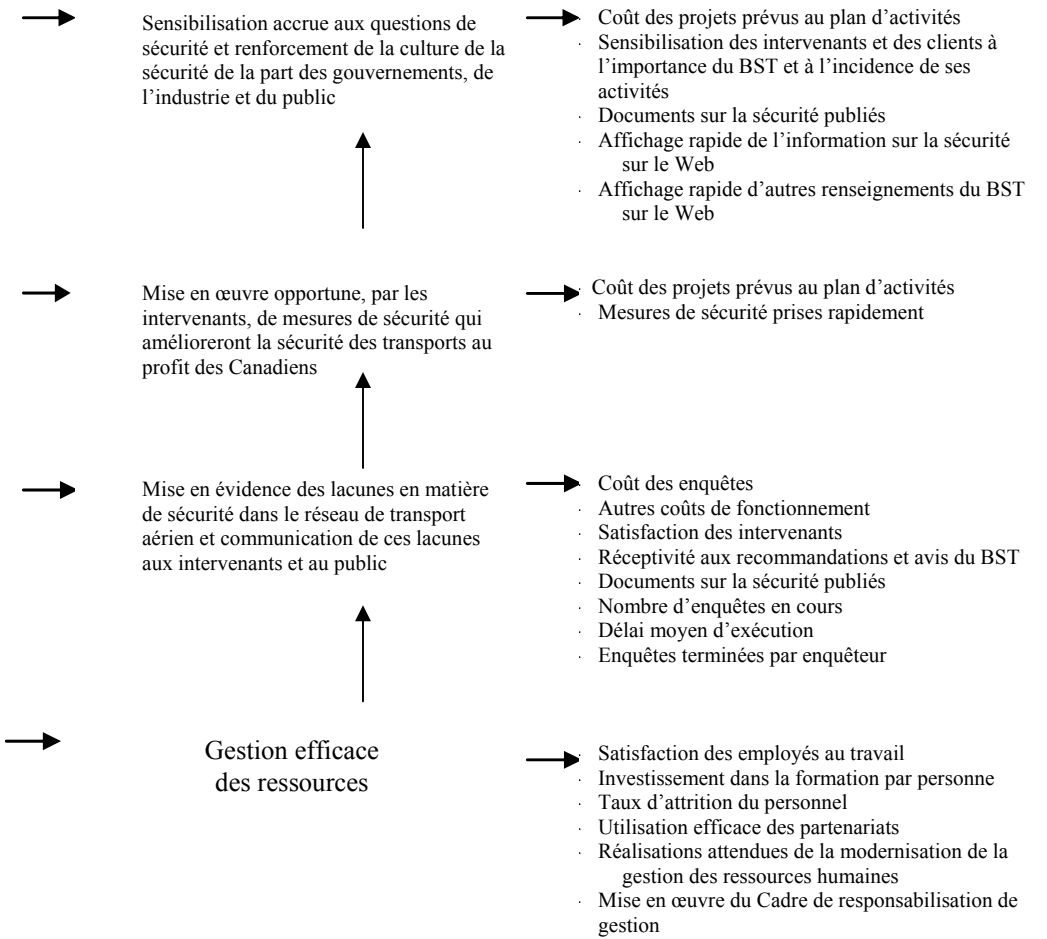 Sensibilisation accrue aux questions de
sécurité et renforcement de la culture de la
sécurité de la part des gouvernements, de
l’industrie et du public
· Coût des projets prévus au plan d’activités
· Sensibilisation des intervenants et des clients à
l’importance du BST et à l’incidence de ses
activités
· Documents sur la sécurité publiés
· Affichage rapide de l’information sur la sécurité
sur le Web
· Affichage rapide d’autres renseignements du BST
sur le Web
Mise en œuvre opportune, par les
intervenants, de mesures de sécurité qui
amélioreront la sécurité des transports au
profit des Canadiens
· Coût des projets prévus au plan d’activités
· Mesures de sécurité prises rapidement
Mise en évidence des lacunes en matière
de sécurité dans le réseau de transport
aérien et communication de ces lacunes
aux intervenants et au public
· Coût des enquêtes
· Autres coûts de fonctionnement
· Satisfaction des intervenants
· Réceptivité aux recommandations et avis du BST
· Documents sur la sécurité publiés
· Nombre d’enquêtes en cours
· Délai moyen d’exécution
· Enquêtes terminées par enquêteur
Gestion efficace
des ressources
· Satisfaction des employés au travail
· Investissement dans la formation par personne
· Taux d’attrition du personnel
· Utilisation efficace des partenariats
· Réalisations attendues de la modernisation de la
gestion des ressources humaines
· Mise en œuvre du Cadre de responsabilisation de
gestion